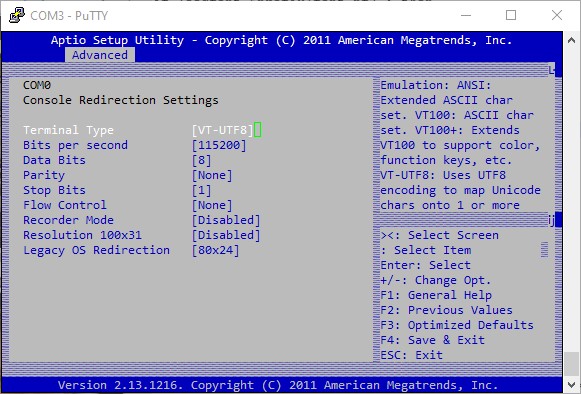 COM3 - PuTTY
Aptio Setup Utility - Copyright (C) 2011 American Megatrends, Inc.
Advanced
COM0
Console Redirection Settings
Terminal Type [VT-UTF8]
Bits per second [115200]
Data Bits [8]
Parity [None]
Stop Bits [1]
Flow Control [None]
Recorder Mode [Disabled]
Resolution 100x31 [Disabled]
Legacy OS Redirection [80x24]
Emulation: ANSI:
Extended ASCII char
set. VT100: ASCII char
set. VT100+: Extends
VT100 to support color,
function keys, etc.
VT-UTF8: Uses UTF8
encoding to map Unicode
chars onto 1 or more
><: Select Screen
: Select Item
Enter: Select
+/-: Change Opt.
F1: General Help
F2: Previous Values
F3: Optimized Defaults
F4: Save & Exit
ESC: Exit
Version 2.13.1216. Copyright (C) 2011 American Megatrends, Inc.